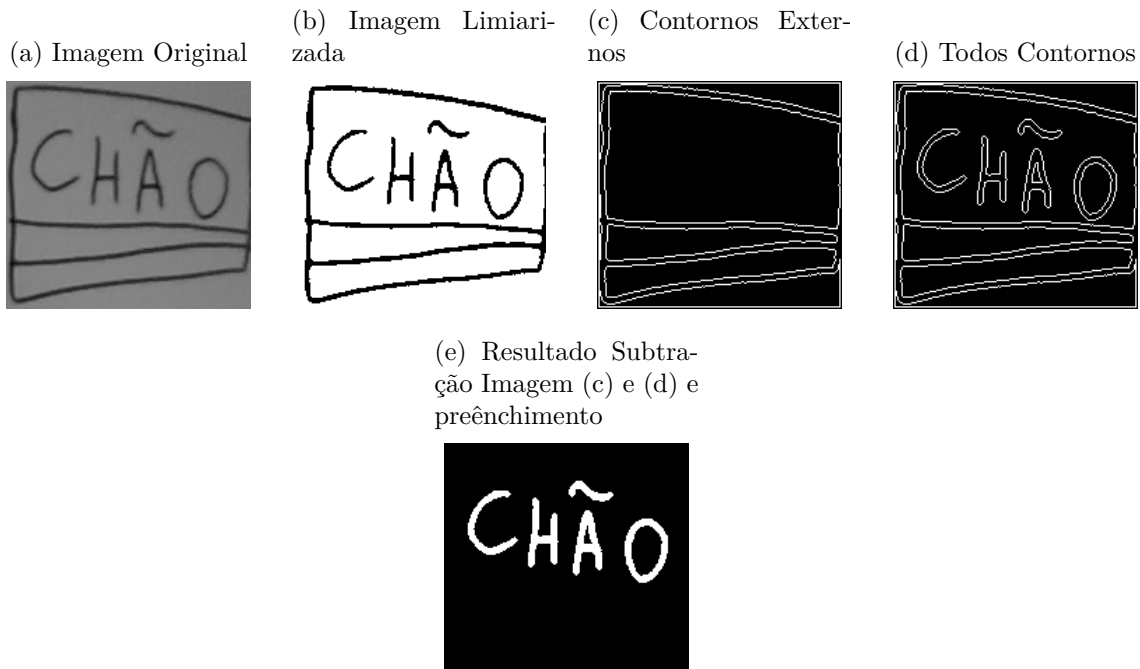 (a) Imagem Original
(b) Imagem Limiari-
zada
(c) Contornos Exter-
nos
(d) Todos Contornos
CHÃO
CHÃO
CHÃO
(e) Resultado Subtra-
ção Imagem (c) e (d) e
preênchimento
CHÃO